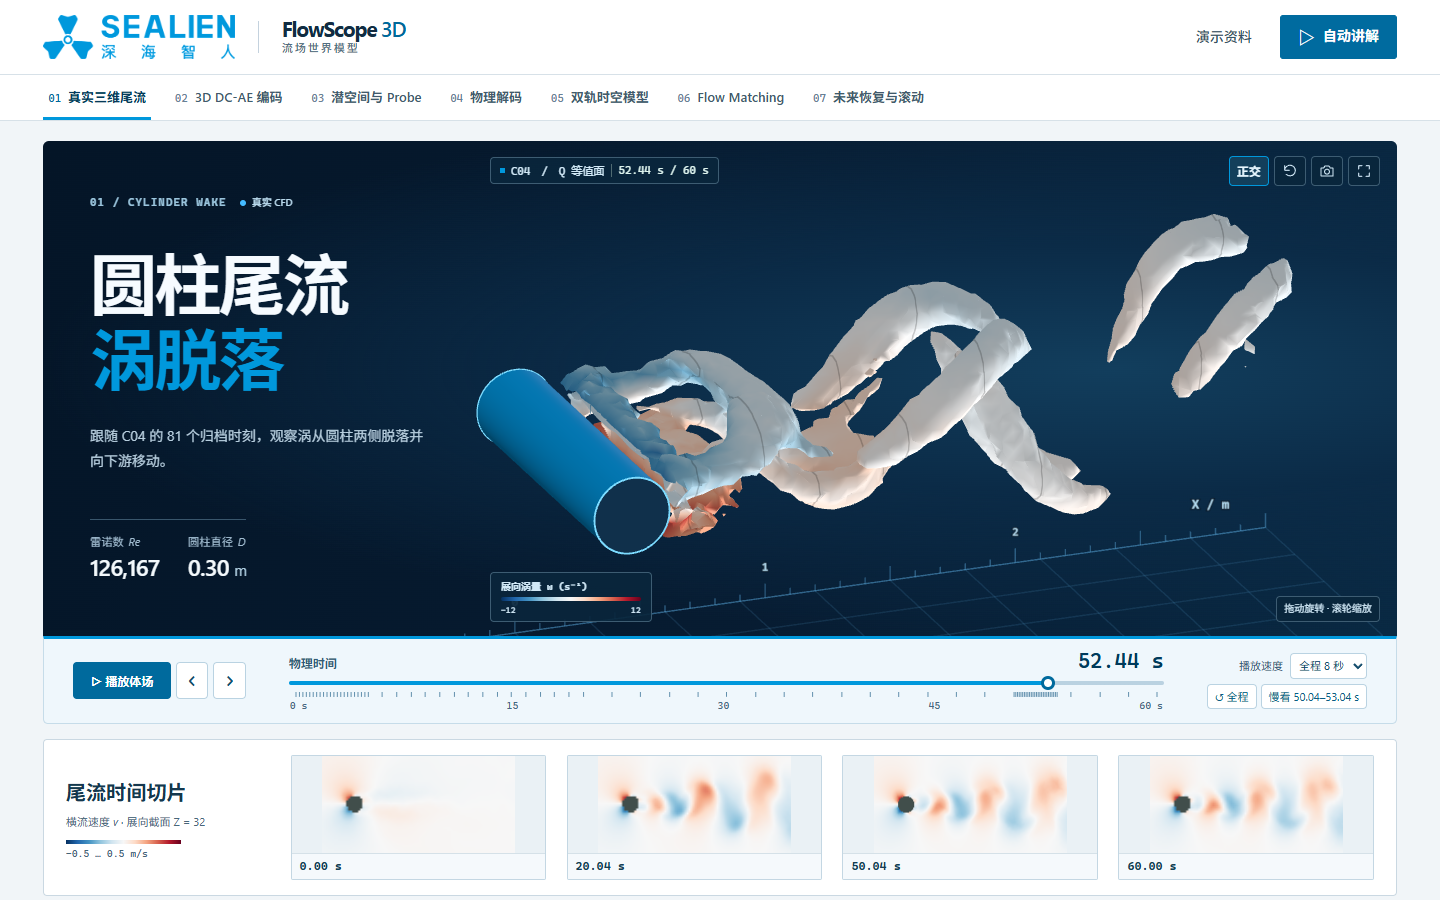 SEALIEN
深海智人
FlowScope 3D
流场世界模型
演示资料
自动讲解
01 真实三维尾流
02 3D DC-AE 编码
03 潜空间与 Probe
04 物理解码
05 双轨时空模型
06 Flow Matching
07 未来恢复与滚动
C04 / Q 等值面 52.44 s / 60 s
正交
01 / CYLINDER WAKE 真实 CFD
圆柱尾流
涡脱落
跟随 C04 的 81 个归档时刻，观察涡从圆柱两侧脱落并
向下游移动。
雷诺数 Re
圆柱直径 D
126,167
0.30 m
X / m
1
2
展向涡量 ω (s⁻¹)
−12
12
拖动旋转 · 滚轮缩放
播放体场
物理时间
52.44 s
0 s
15
30
45
60 s
播放速度
全程 8 秒
↺ 全程
慢看 50.04–53.04 s
尾流时间切片
横流速度 v · 展向截面 Z = 32
−0.5 … 0.5 m/s
0.00 s
20.04 s
50.04 s
60.00 s